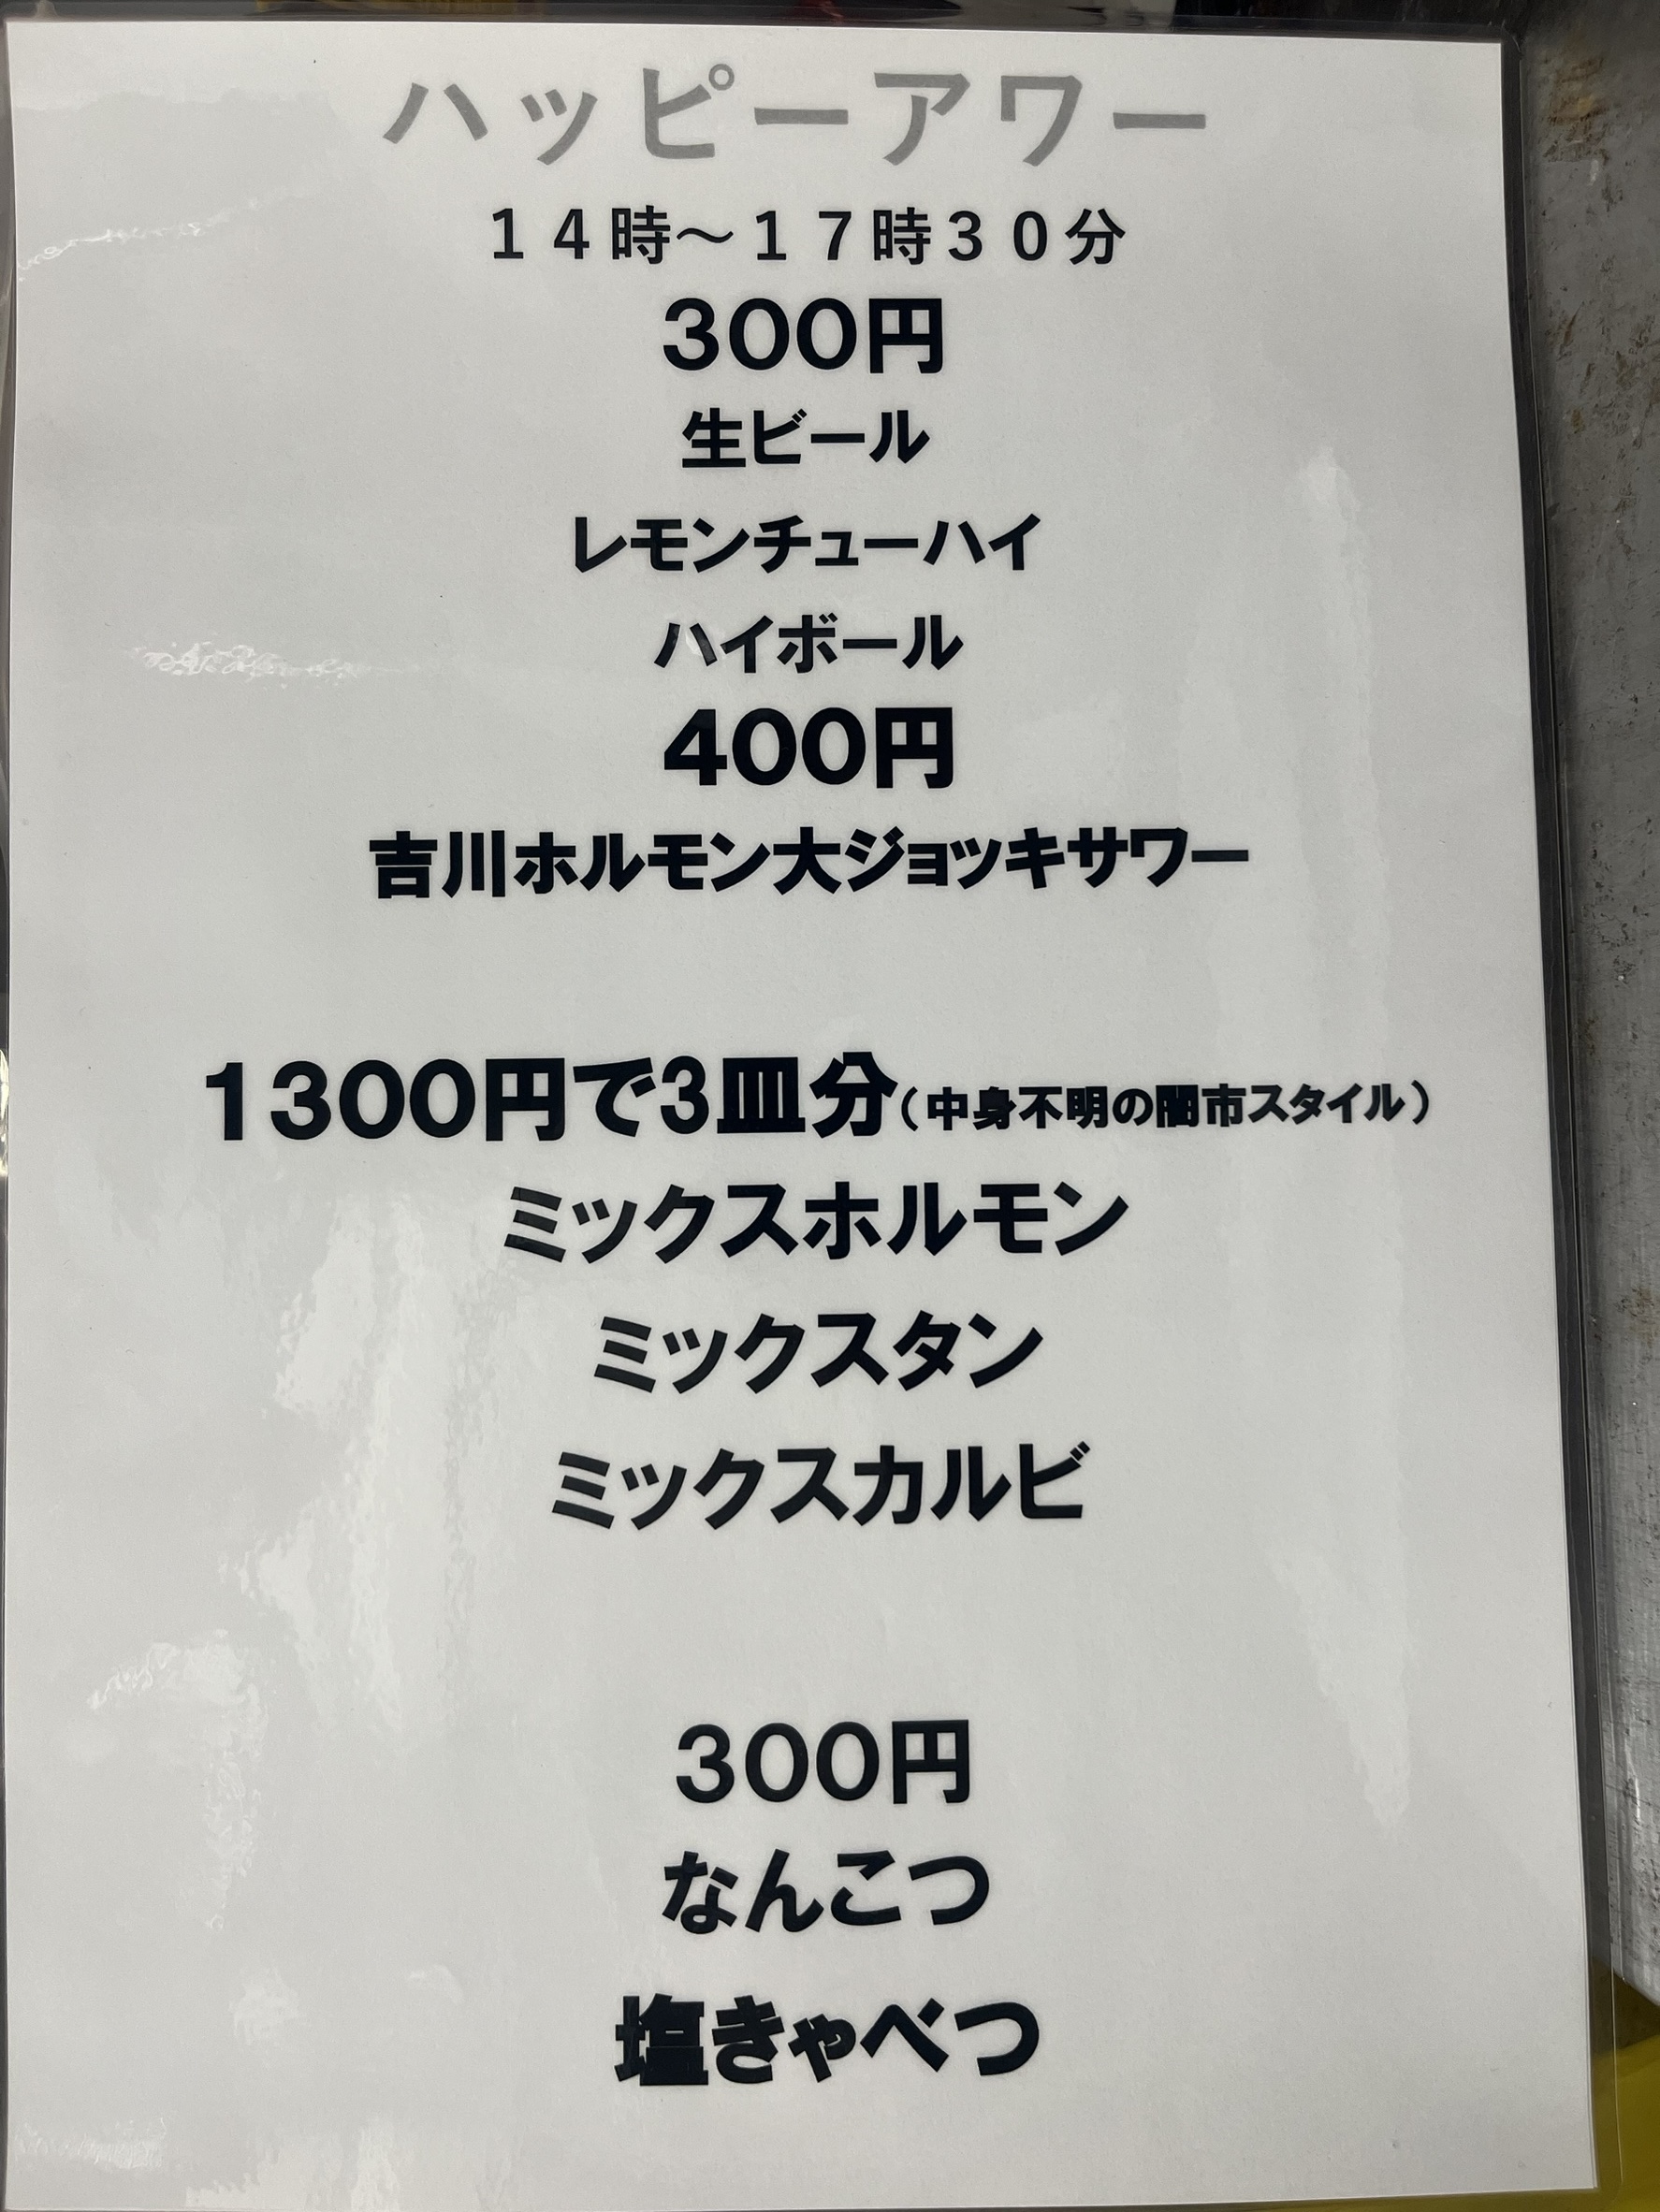 ハッピーアワー
１４時～１７時３０分
300円
生ビール
レモンチューハイ
ハイボール
400円
吉川ホルモン大ジョッキサワー
1300円で3皿分（中身不明の闇市スタイル）
ミックスホルモン
ミックスタン
ミックスカルビ
300円
なんこつ
塩きゃべつ